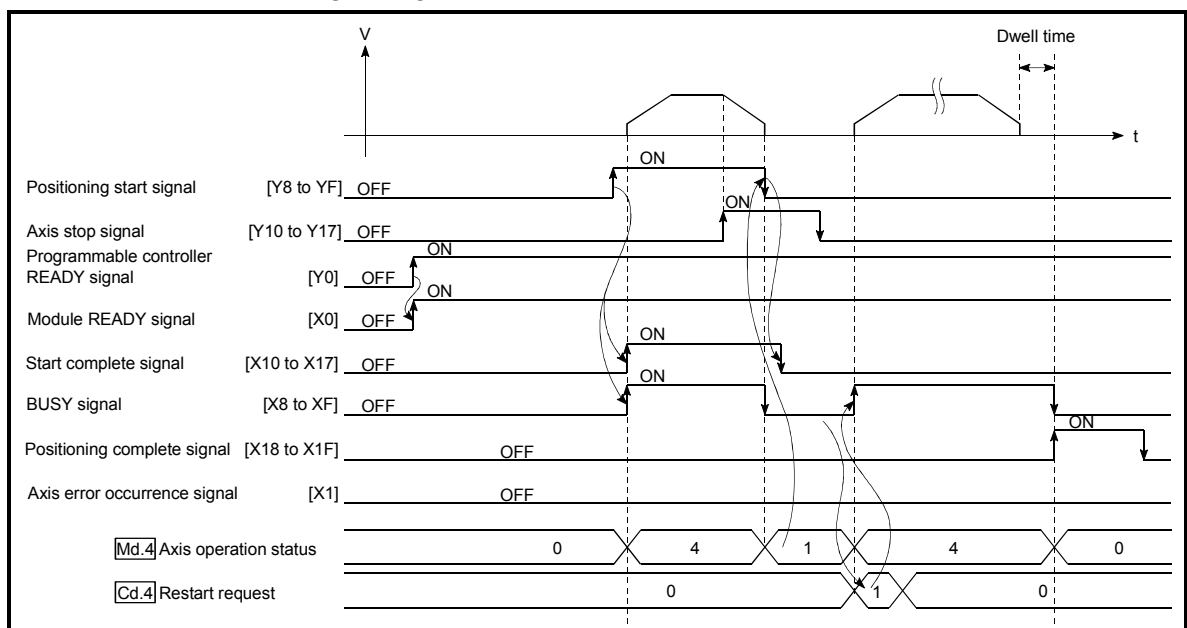 V
Dwell time
t
ON
Positioning start signal [Y8 to YF] OFF
ON
Axis stop signal [Y10 to Y17] OFF
Programmable controller
READY signal [Y0] OFF
ON
ON
Module READY signal [X0] OFF
ON
Start complete signal [X10 to X17] OFF
ON
BUSY signal [X8 to XF] OFF
ON
Positioning complete signal [X18 to X1F] OFF
Axis error occurrence signal [X1] OFF
Md.4 Axis operation status 0 4 1 4 0
Cd.4 Restart request 0 1 0